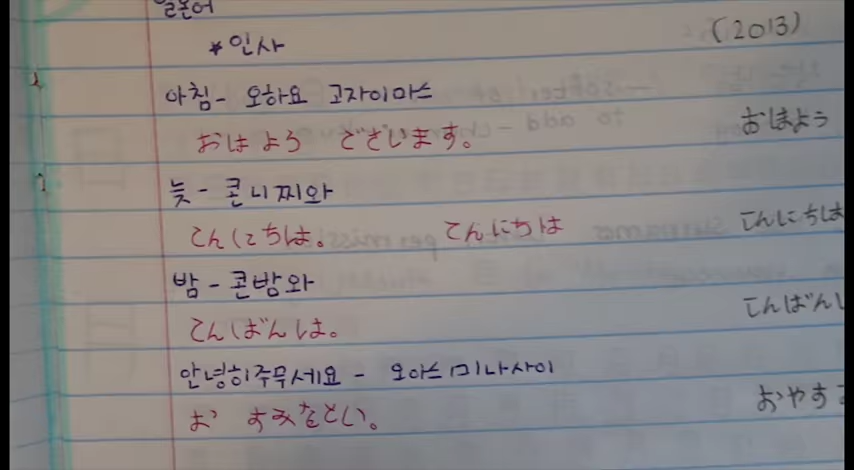 일본어
*인사 (2013)
아침- 오하요 고자이마스
おはよう ございます。 おはよう
늦- 콘니찌와
こんにちは。 こんにちは こんにちは
밤-콘방와
こんばんは。 こんばん
안녕히주무세요 - 오야스미나사이
お すみなさい。 おやす